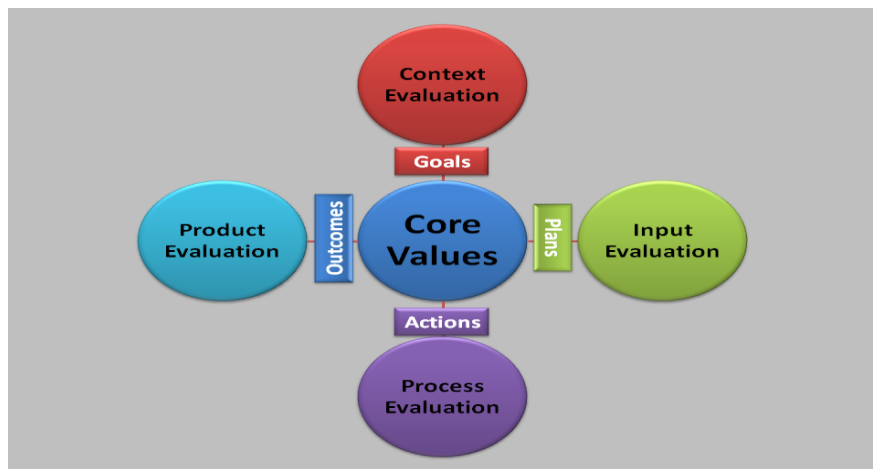 Context
Evaluation
Goals
Product
Evaluation
Outcomes
Core
Values
Plans
Input
Evaluation
Actions
Process
Evaluation